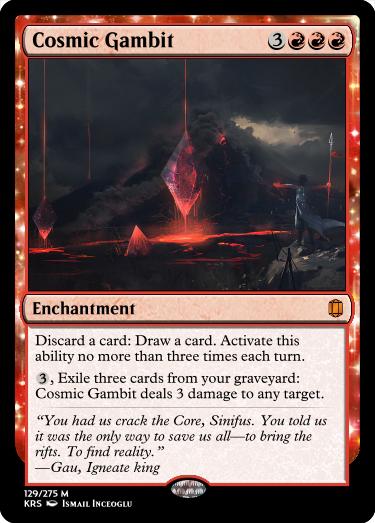 Cosmic Gambit 3
Enchantment
Discard a card: Draw a card. Activate this
ability no more than three times each turn.
3, Exile three cards from your graveyard:
Cosmic Gambit deals 3 damage to any target.
“You had us crack the Core, Sinifus. You told us
it was the only way to save us all—to bring the
rifts. To find reality.”
—Gau, Igneate king
129/275 M
KRS Ismail Inceoglu